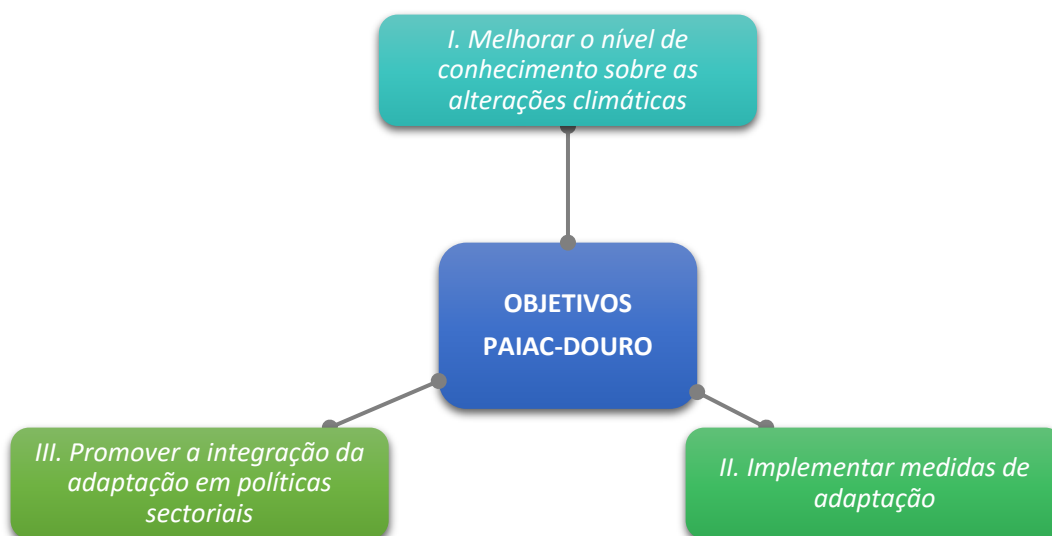 I. Melhorar o nível de
conhecimento sobre as
alterações climáticas
OBJETIVOS
PAIAC-DOURO
III. Promover a integração da
adaptação em políticas
sectoriais
II. Implementar medidas de
adaptação